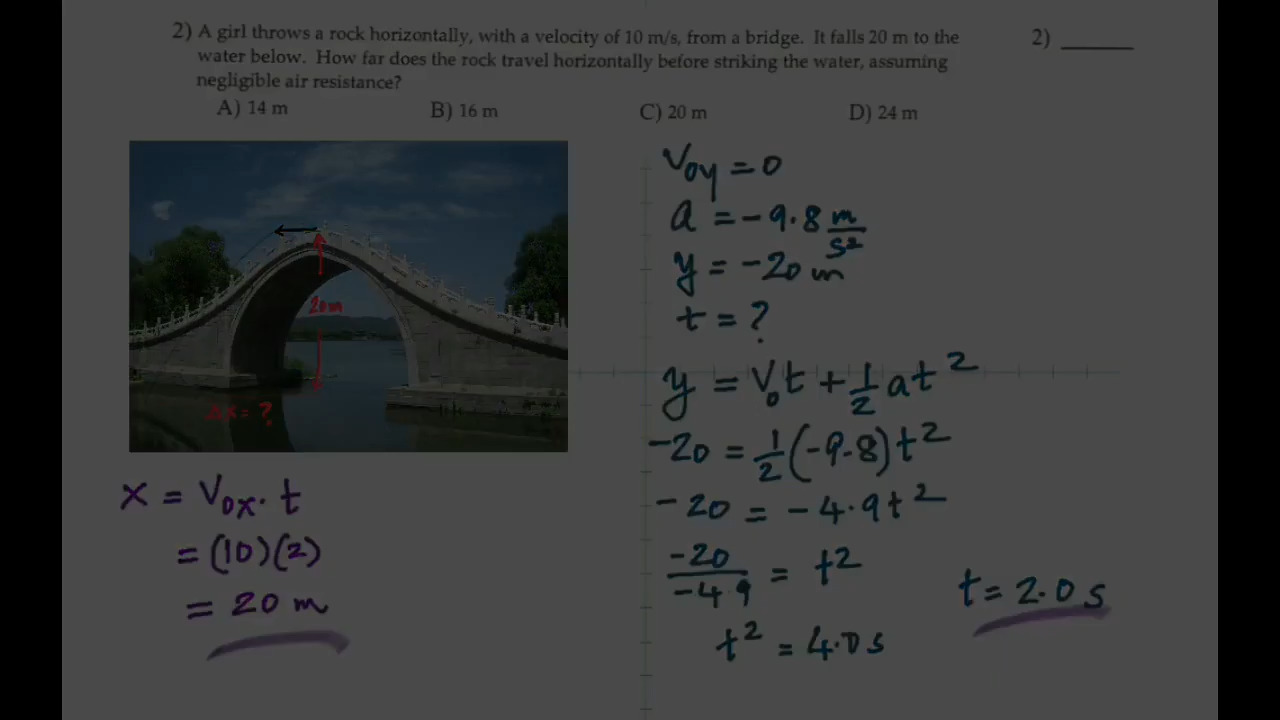 2) A girl throws a rock horizontally, with a velocity of 10 m/s, from a bridge. It falls 20 m to the
water below. How far does the rock travel horizontally before striking the water, assuming
negligible air resistance?
2) ______
A) 14 m B) 16 m C) 20 m D) 24 m
20m
Δx = ?
V₀y = 0
a = -9.8 m/s²
y = -20 m
t = ?
y = V₀t + 1/2 at²
-20 = 1/2 (-9.8)t²
-20 = -4.9t²
-20/-4.9 = t²
t² = 4.0 s
t = 2.0 s
x = V₀x · t
= (10)(2)
= 20 m